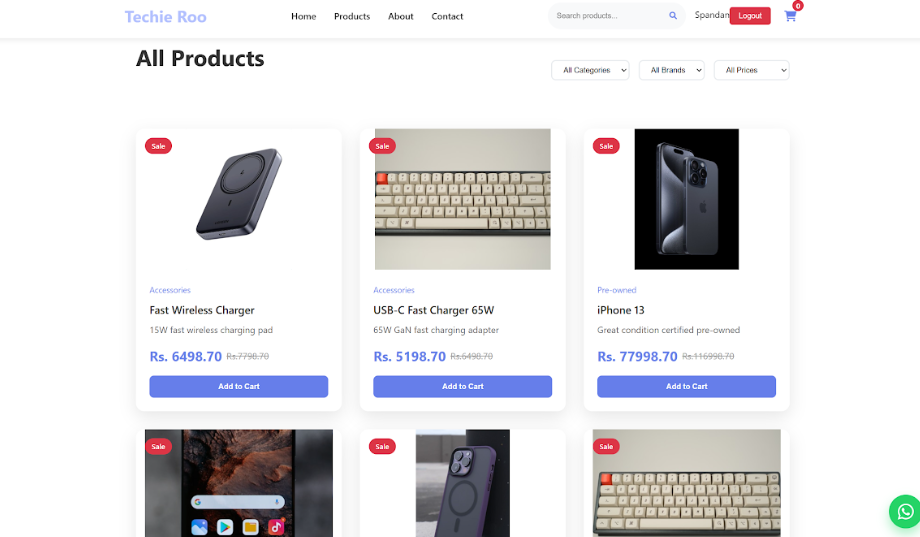 Techie Roo
Home Products About Contact
Search products...
Spandan
Logout
0
All Products
All Categories
All Brands
All Prices
Sale
Accessories
Fast Wireless Charger
15W fast wireless charging pad
Rs. 6498.70 Rs.7798.70
Add to Cart
Sale
Accessories
USB-C Fast Charger 65W
65W GaN fast charging adapter
Rs. 5198.70 Rs.6498.70
Add to Cart
Sale
Pre-owned
iPhone 13
Great condition certified pre-owned
Rs. 77998.70 Rs.116998.70
Add to Cart
Sale
Sale
Sale